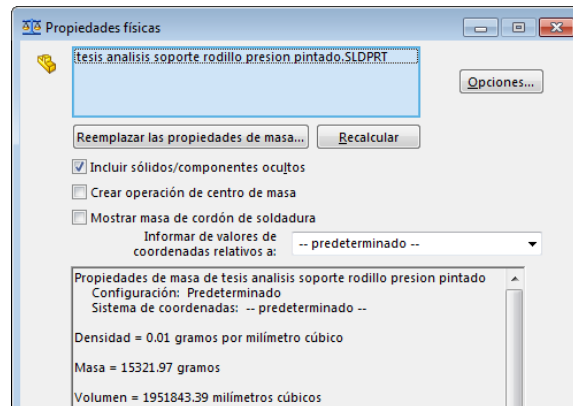 Propiedades físicas
tesis analisis soporte rodillo presion pintado.SLDPRT
Opciones...
Reemplazar las propiedades de masa...
Recalcular
Incluir sólidos/componentes ocultos
Crear operación de centro de masa
Mostrar masa de cordón de soldadura
Informar de valores de
coordenadas relativos a:
-- predeterminado --
Propiedades de masa de tesis analisis soporte rodillo presion pintado
Configuración: Predeterminado
Sistema de coordenadas: -- predeterminado --
Densidad = 0.01 gramos por milímetro cúbico
Masa = 15321.97 gramos
Volumen = 1951843.39 milímetros cúbicos